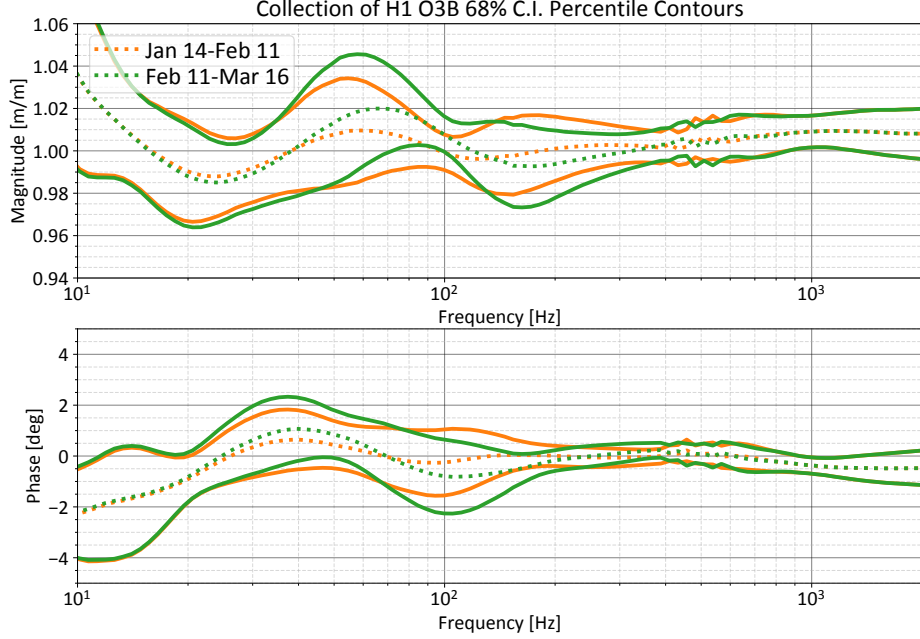 Collection of H1 O3B 68% C.I. Percentile Contours
1.06
1.04
1.02
1.00
0.98
0.96
0.94
Magnitude [m/m]
Jan 14-Feb 11
Feb 11-Mar 16
10¹
10²
10³
Frequency [Hz]
4
2
0
−2
−4
Phase [deg]
10¹
10²
10³
Frequency [Hz]